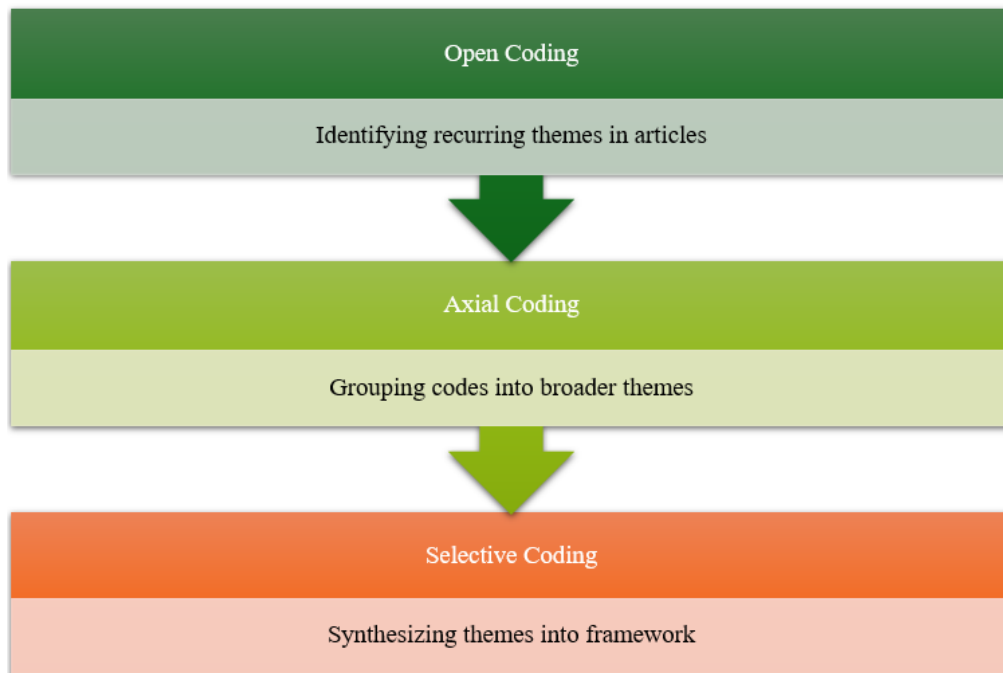 Open Coding
Identifying recurring themes in articles
Axial Coding
Grouping codes into broader themes
Selective Coding
Synthesizing themes into framework